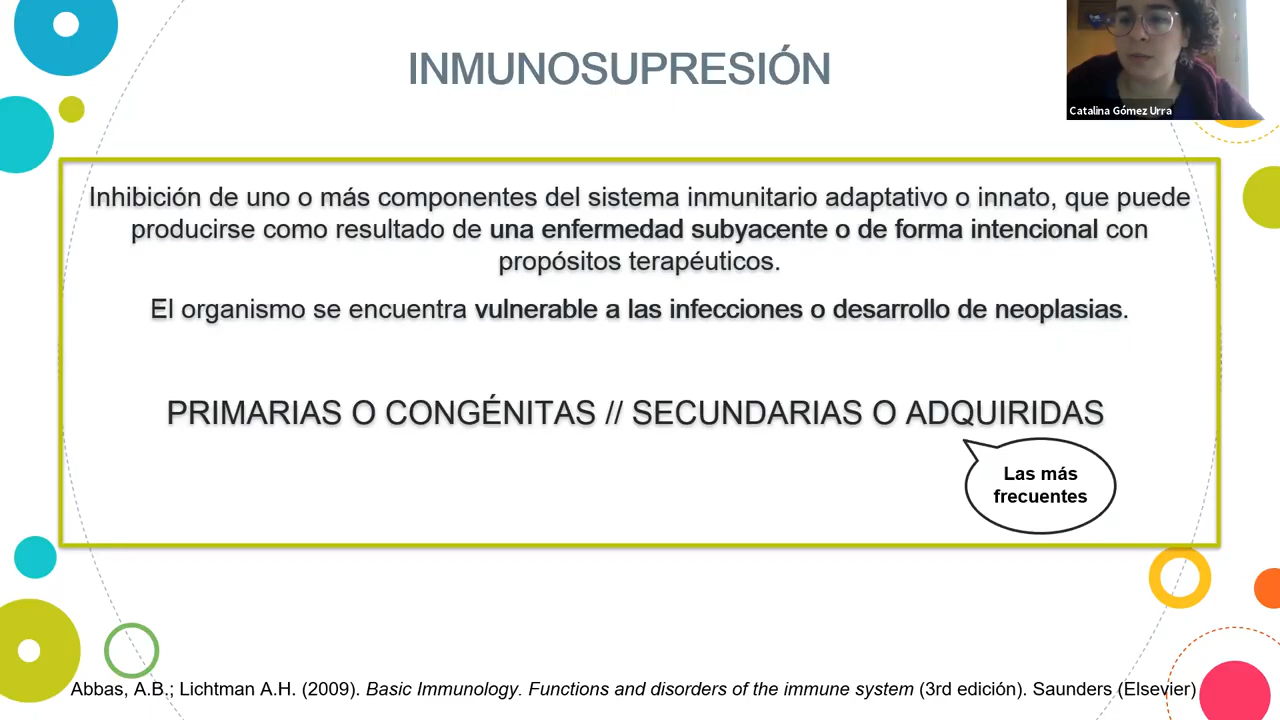 INMUNOSUPRESIÓN
Catalina Gómez Urra
Inhibición de uno o más componentes del sistema inmunitario adaptativo o innato, que puede
producirse como resultado de una enfermedad subyacente o de forma intencional con
propósitos terapéuticos.
El organismo se encuentra vulnerable a las infecciones o desarrollo de neoplasias.
PRIMARIAS O CONGÉNITAS // SECUNDARIAS O ADQUIRIDAS
Las más
frecuentes
Abbas, A.B.; Lichtman A.H. (2009). Basic Immunology. Functions and disorders of the immune system (3rd edición). Saunders (Elsevier)